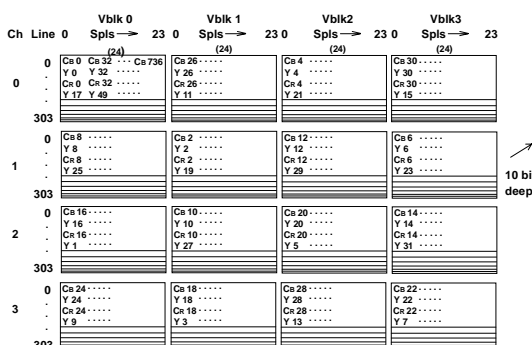 Vblk 0 Vblk 1 Vblk2 Vblk3
Ch Line 0 Spls 23 0 Spls 23 0 Spls 23 0 Spls 23
(24) (24) (24) (24)
0 CB 0 CB 32 ··· CB 736 CB 26 ····· CB 4 ····· CB 30 ·····
. Y 0 Y 32 ····· Y 26 ····· Y 4 ····· Y 30 ·····
0 . CR 0 CR 32 ····· CR 26 ····· CR 4 ····· CR 30 ·····
. Y 17 Y 49 ····· Y 11 ····· Y 21 ····· Y 15 ·····
303
0 CB 8 ····· CB 2 ····· CB 12 ····· CB 6 ·····
. Y 8 ····· Y 2 ····· Y 12 ····· Y 6 ·····
1 . CR 8 ····· CR 2 ····· CR 12 ····· CR 6 ·····
. Y 25 ····· Y 19 ····· Y 29 ····· Y 23 ·····
10 bi
303 deep
0 CB 16 ····· CB 10 ····· CB 20 ····· CB 14 ·····
. Y 16 ····· Y 10 ····· Y 20 ····· Y 14 ·····
2 . CR 16 ····· CR 10 ····· CR 20 ····· CR 14 ·····
. Y 1 ····· Y 27 ····· Y 5 ····· Y 31 ·····
303
0 CB 24 ····· CB 18 ····· CB 28 ····· CB 22 ·····
. Y 24 ····· Y 18 ····· Y 28 ····· Y 22 ·····
3 . CR 24 ····· CR 18 ····· CR 28 ····· CR 22 ·····
. Y 9 ····· Y 3 ····· Y 13 ····· Y 7 ·····
303